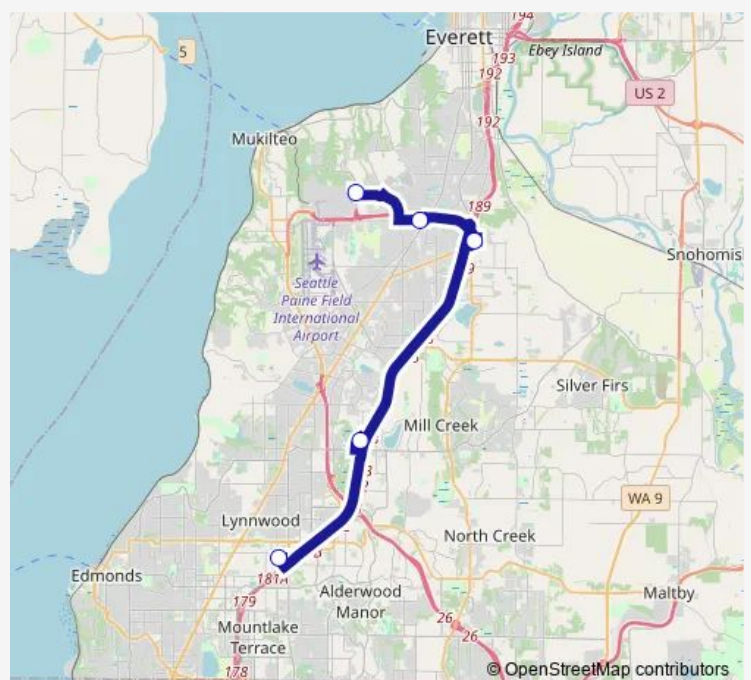 194
Everett
Ebey Island
193
5
192
US 2
192
Mukilteo
189
Snohomis
9
Seattle
Paine Field
International
Airport
Silver Firs
Mill Creek
WA 9
Lynnwood
North Creek
Edmonds
181A
Alderwood
Manor
Maltby
179
26
Mountlake
Terrace
26
178
© OpenStreetMap contributors